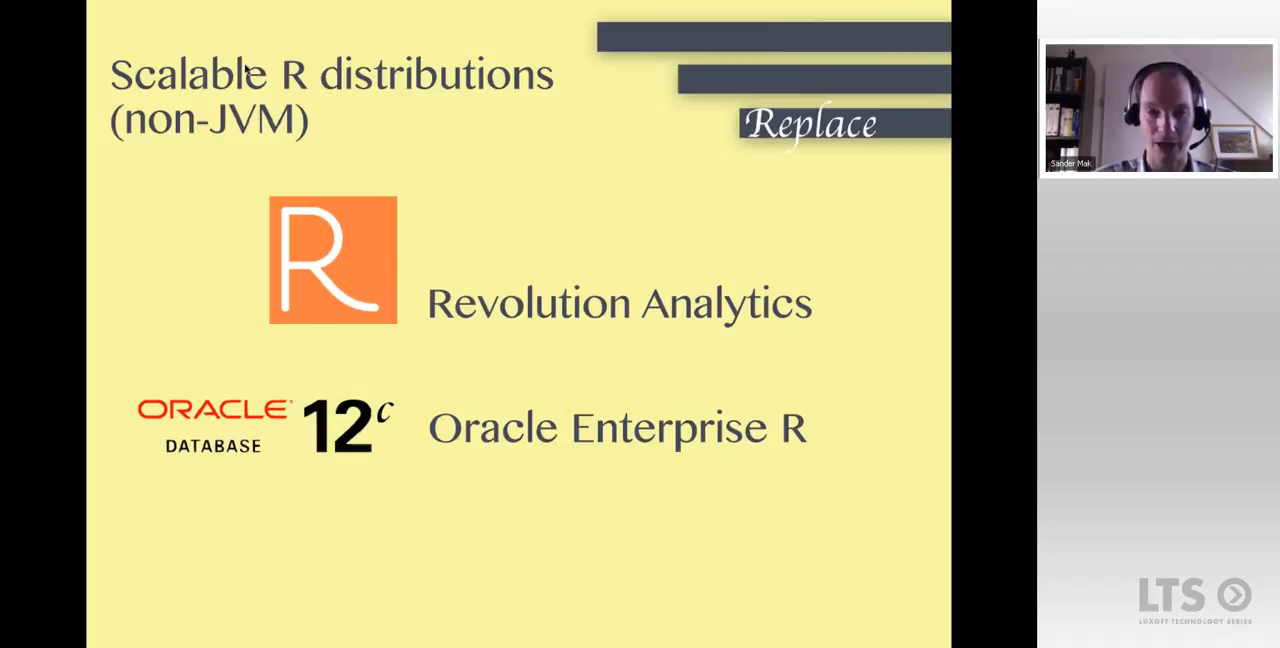 Scalable R distributions
(non-JVM)
Replace
R
Revolution Analytics
ORACLE
DATABASE
12c
Oracle Enterprise R
Sander Mak
LTS
LUXOFT TECHNOLOGY SERIES